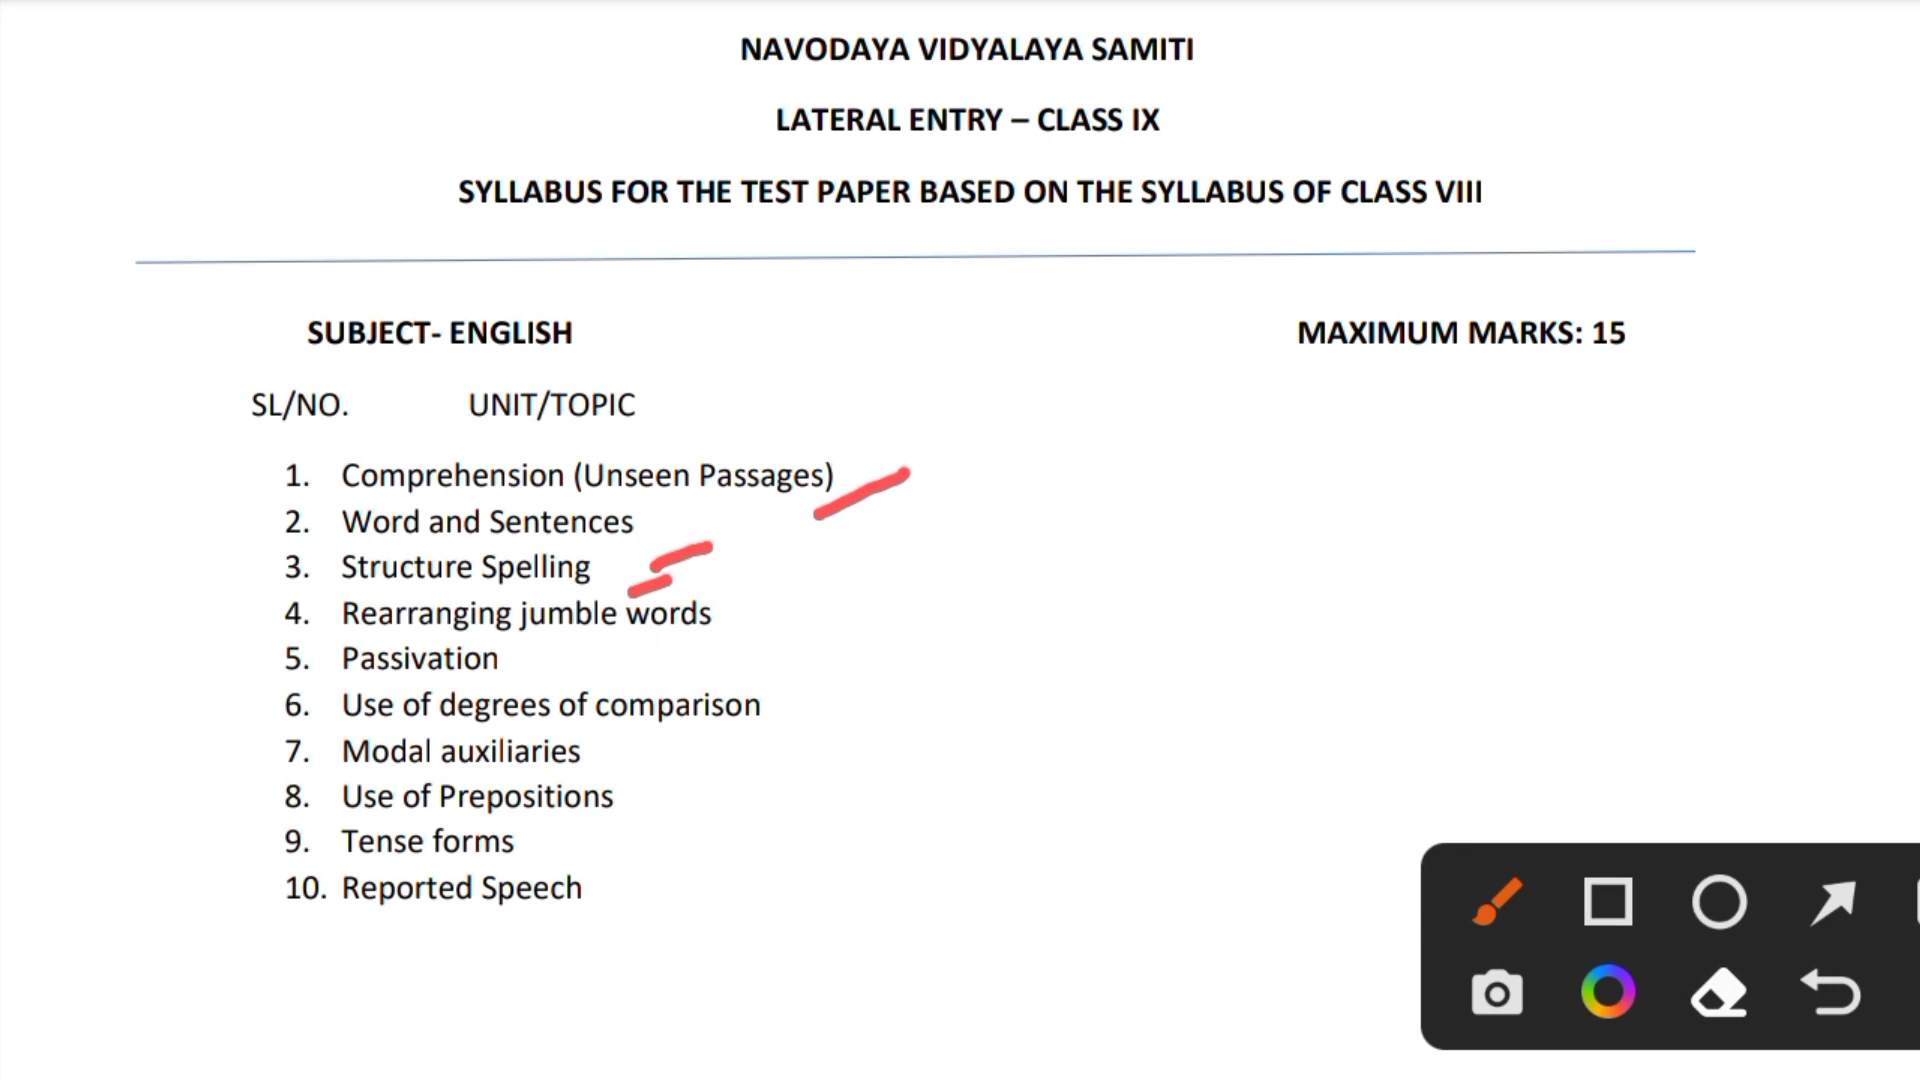 NAVODAYA VIDYALAYA SAMITI
LATERAL ENTRY – CLASS IX
SYLLABUS FOR THE TEST PAPER BASED ON THE SYLLABUS OF CLASS VIII
SUBJECT- ENGLISH MAXIMUM MARKS: 15
SL/NO. UNIT/TOPIC
1. Comprehension (Unseen Passages)
2. Word and Sentences
3. Structure Spelling
4. Rearranging jumble words
5. Passivation
6. Use of degrees of comparison
7. Modal auxiliaries
8. Use of Prepositions
9. Tense forms
10. Reported Speech